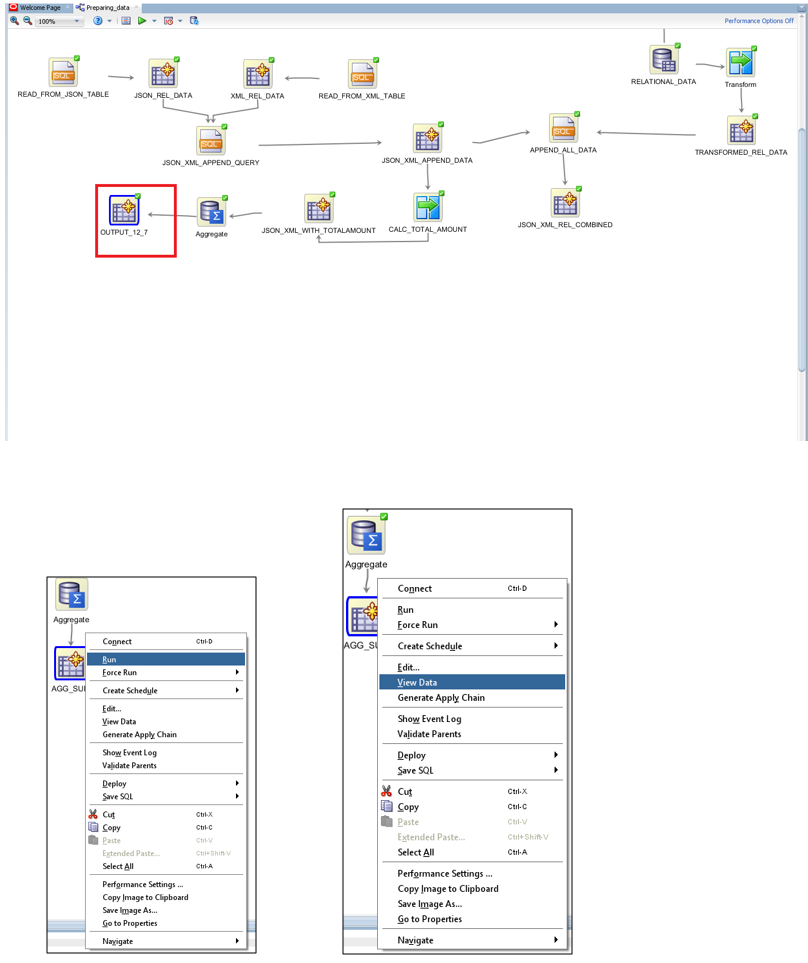 Welcome Page
Preparing_data
100%
Performance Options Off
READ_FROM_JSON_TABLE
JSON_REL_DATA
XML_REL_DATA
READ_FROM_XML_TABLE
RELATIONAL_DATA
Transform
JSON_XML_APPEND_QUERY
JSON_XML_APPEND_DATA
APPEND_ALL_DATA
TRANSFORMED_REL_DATA
OUTPUT_12_7
Aggregate
JSON_XML_WITH_TOTALAMOUNT
CALC_TOTAL_AMOUNT
JSON_XML_REL_COMBINED
SQL
SQL
SQL
SQL
Aggregate
AGG_SU
Connect Ctrl-D
Run
Force Run
Create Schedule
Edit...
View Data
Generate Apply Chain
Show Event Log
Validate Parents
Deploy
Save SQL
Cut Ctrl-X
Copy Ctrl-C
Paste Ctrl-V
Extended Paste... Ctrl+Shift-V
Select All Ctrl-A
Performance Settings ...
Copy Image to Clipboard
Save Image As...
Go to Properties
Navigate
Aggregate
AGG_SU
Connect Ctrl-D
Run
Force Run
Create Schedule
Edit...
View Data
Generate Apply Chain
Show Event Log
Validate Parents
Deploy
Save SQL
Cut Ctrl-X
Copy Ctrl-C
Paste Ctrl-V
Extended Paste... Ctrl+Shift-V
Select All Ctrl-A
Performance Settings ...
Copy Image to Clipboard
Save Image As...
Go to Properties
Navigate